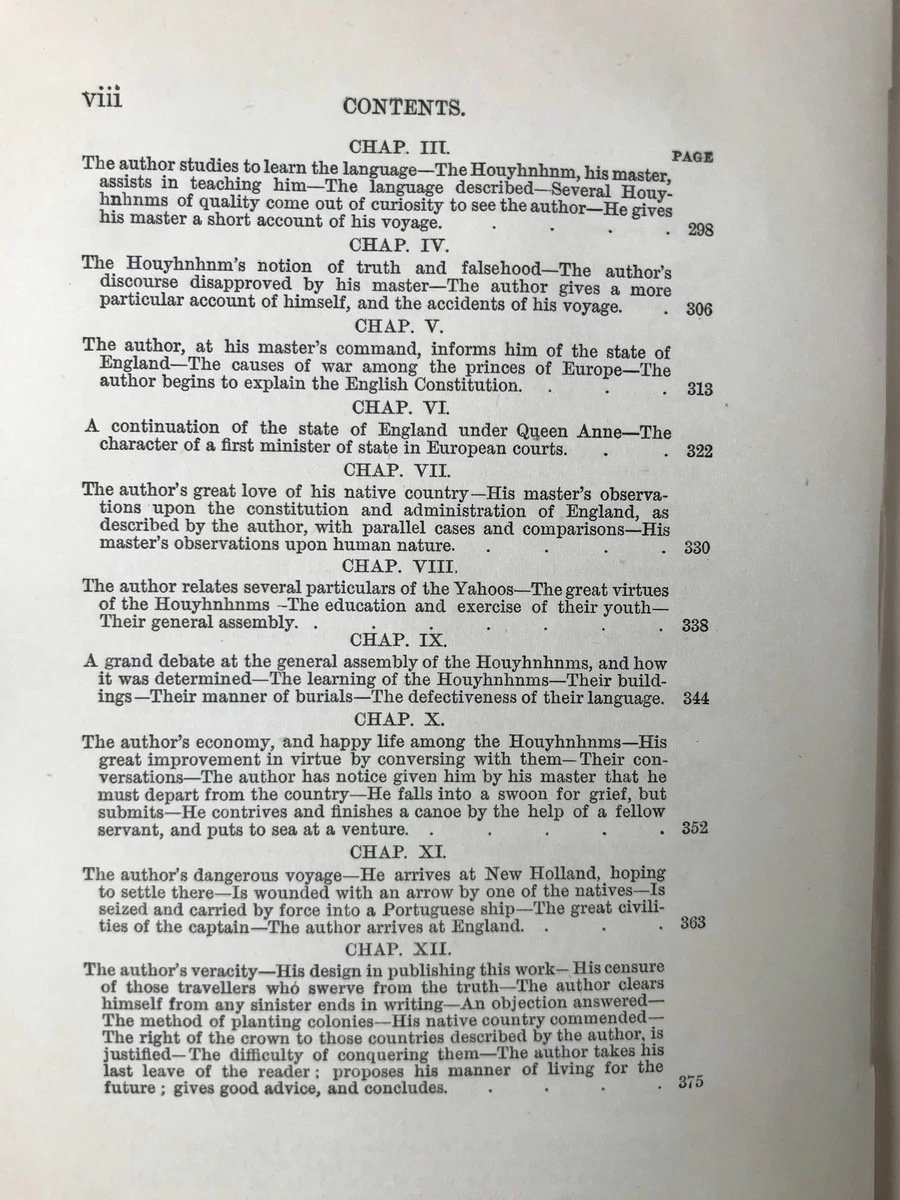 viii
CONTENTS.
CHAP. III.
PAGE
The author studies to learn the language—The Houyhnhnm, his master,
assists in teaching him—The language described—Several Houy-
hnhnms of quality come out of curiosity to see the author—He gives
his master a short account of his voyage. . . . . 298
CHAP. IV.
The Houyhnhnm's notion of truth and falsehood—The author's
discourse disapproved by his master—The author gives a more
particular account of himself, and the accidents of his voyage. . 306
CHAP. V.
The author, at his master's command, informs him of the state of
England—The causes of war among the princes of Europe—The
author begins to explain the English Constitution. . . . 313
CHAP. VI.
A continuation of the state of England under Queen Anne—The
character of a first minister of state in European courts. . . 322
CHAP. VII.
The author's great love of his native country—His master's observa-
tions upon the constitution and administration of England, as
described by the author, with parallel cases and comparisons—His
master's observations upon human nature. . . . . 330
CHAP. VIII.
The author relates several particulars of the Yahoos—The great virtues
of the Houyhnhnms -The education and exercise of their youth—
Their general assembly. . . . . . . . 338
CHAP. IX.
A grand debate at the general assembly of the Houyhnhnms, and how
it was determined—The learning of the Houyhnhnms—Their build-
ings—Their manner of burials—The defectiveness of their language. 344
CHAP. X.
The author's economy, and happy life among the Houyhnhnms—His
great improvement in virtue by conversing with them—Their con-
versations—The author has notice given him by his master that he
must depart from the country—He falls into a swoon for grief, but
submits—He contrives and finishes a canoe by the help of a fellow
servant, and puts to sea at a venture. . . . . . 352
CHAP. XI.
The author's dangerous voyage—He arrives at New Holland, hoping
to settle there—Is wounded with an arrow by one of the natives—Is
seized and carried by force into a Portuguese ship—The great civili-
ties of the captain—The author arrives at England. . . . 363
CHAP. XII.
The author's veracity—His design in publishing this work—His censure
of those travellers who swerve from the truth—The author clears
himself from any sinister ends in writing—An objection answered—
The method of planting colonies—His native country commended—
The right of the crown to those countries described by the author, is
justified—The difficulty of conquering them—The author takes his
last leave of the reader; proposes his manner of living for the
future; gives good advice, and concludes. . . . . 375